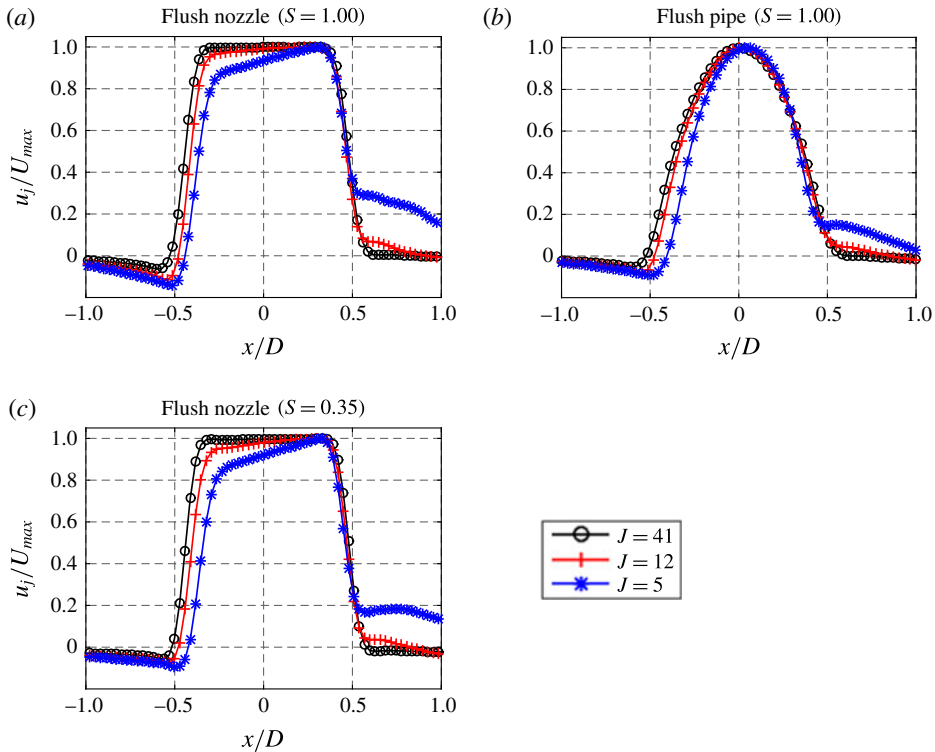 (a) Flush nozzle (S = 1.00)
1.0
0.8
0.6
0.4
0.2
0
u_j/U_max
–1.0 –0.5 0 0.5 1.0
x/D
(b) Flush pipe (S = 1.00)
1.0
0.8
0.6
0.4
0.2
0
–1.0 –0.5 0 0.5 1.0
x/D
(c) Flush nozzle (S = 0.35)
1.0
0.8
0.6
0.4
0.2
0
u_j/U_max
–1.0 –0.5 0 0.5 1.0
x/D
J = 41
J = 12
J = 5